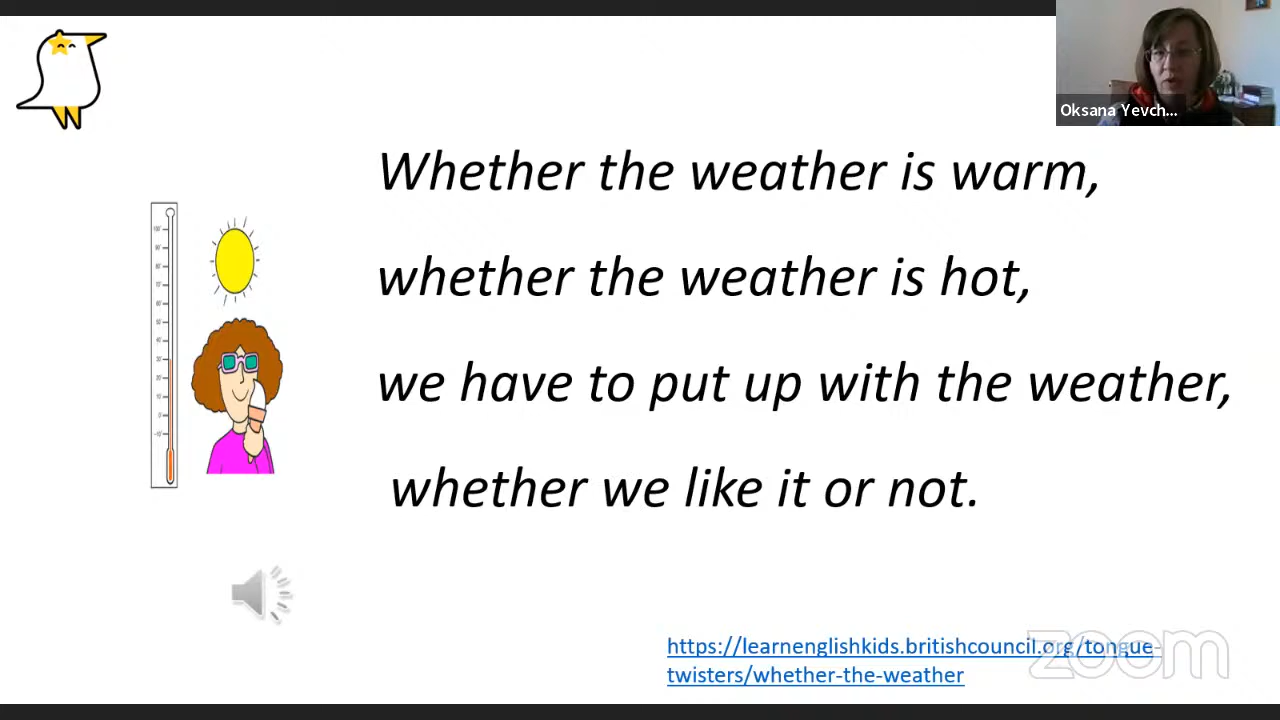 Oksana Yevch...
Whether the weather is warm,
whether the weather is hot,
we have to put up with the weather,
whether we like it or not.
https://learnenglishkids.britishcouncil.org/tongue-
twisters/whether-the-weather
zoom